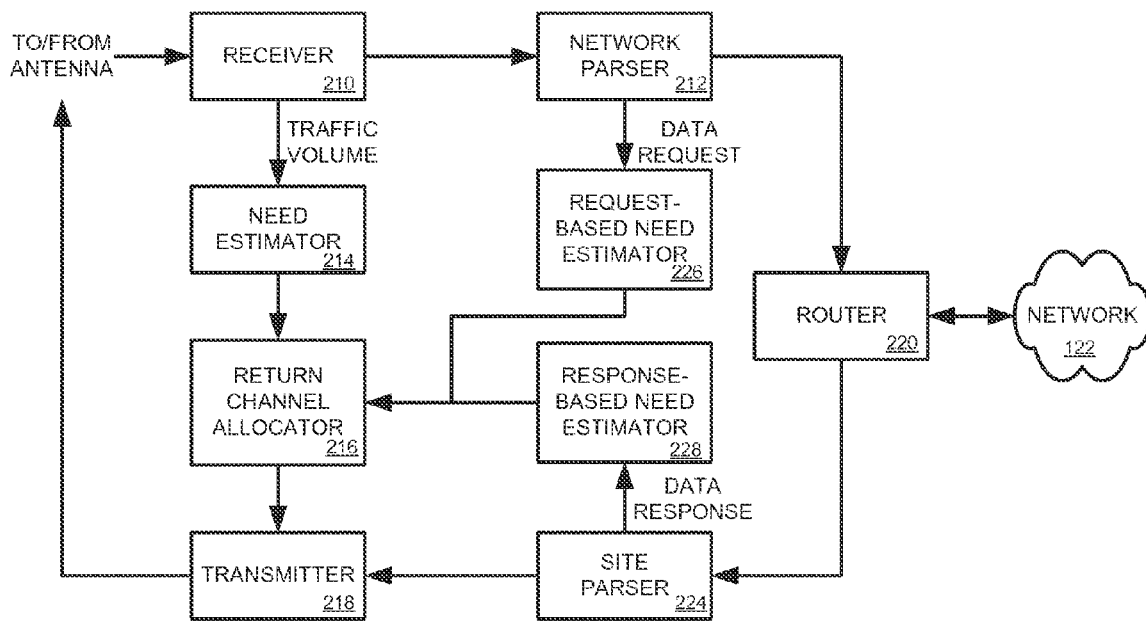 TO/FROM
ANTENNA
RECEIVER
210
NETWORK
PARSER
212
TRAFFIC
VOLUME
DATA
REQUEST
NEED
ESTIMATOR
214
REQUEST-
BASED NEED
ESTIMATOR
226
ROUTER
220
NETWORK
122
RETURN
CHANNEL
ALLOCATOR
216
RESPONSE-
BASED NEED
ESTIMATOR
228
DATA
RESPONSE
TRANSMITTER
218
SITE
PARSER
224